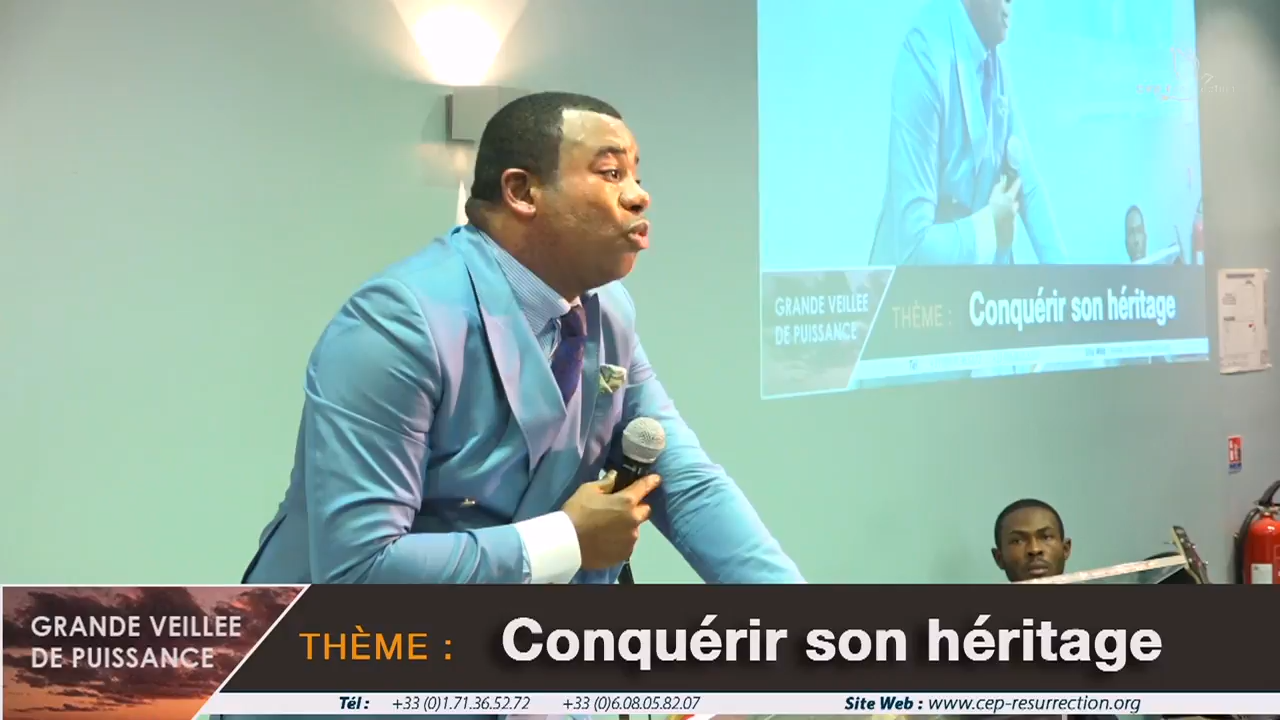 GRANDE VEILLEE
DE PUISSANCE
THÈME :
Conquérir son héritage
GRANDE VEILLEE
DE PUISSANCE
THÈME :
Conquérir son héritage
Tél :
+33 (0)1.71.36.52.72
+33 (0)6.08.05.82.07
Site Web : www.cep-resurrection.org